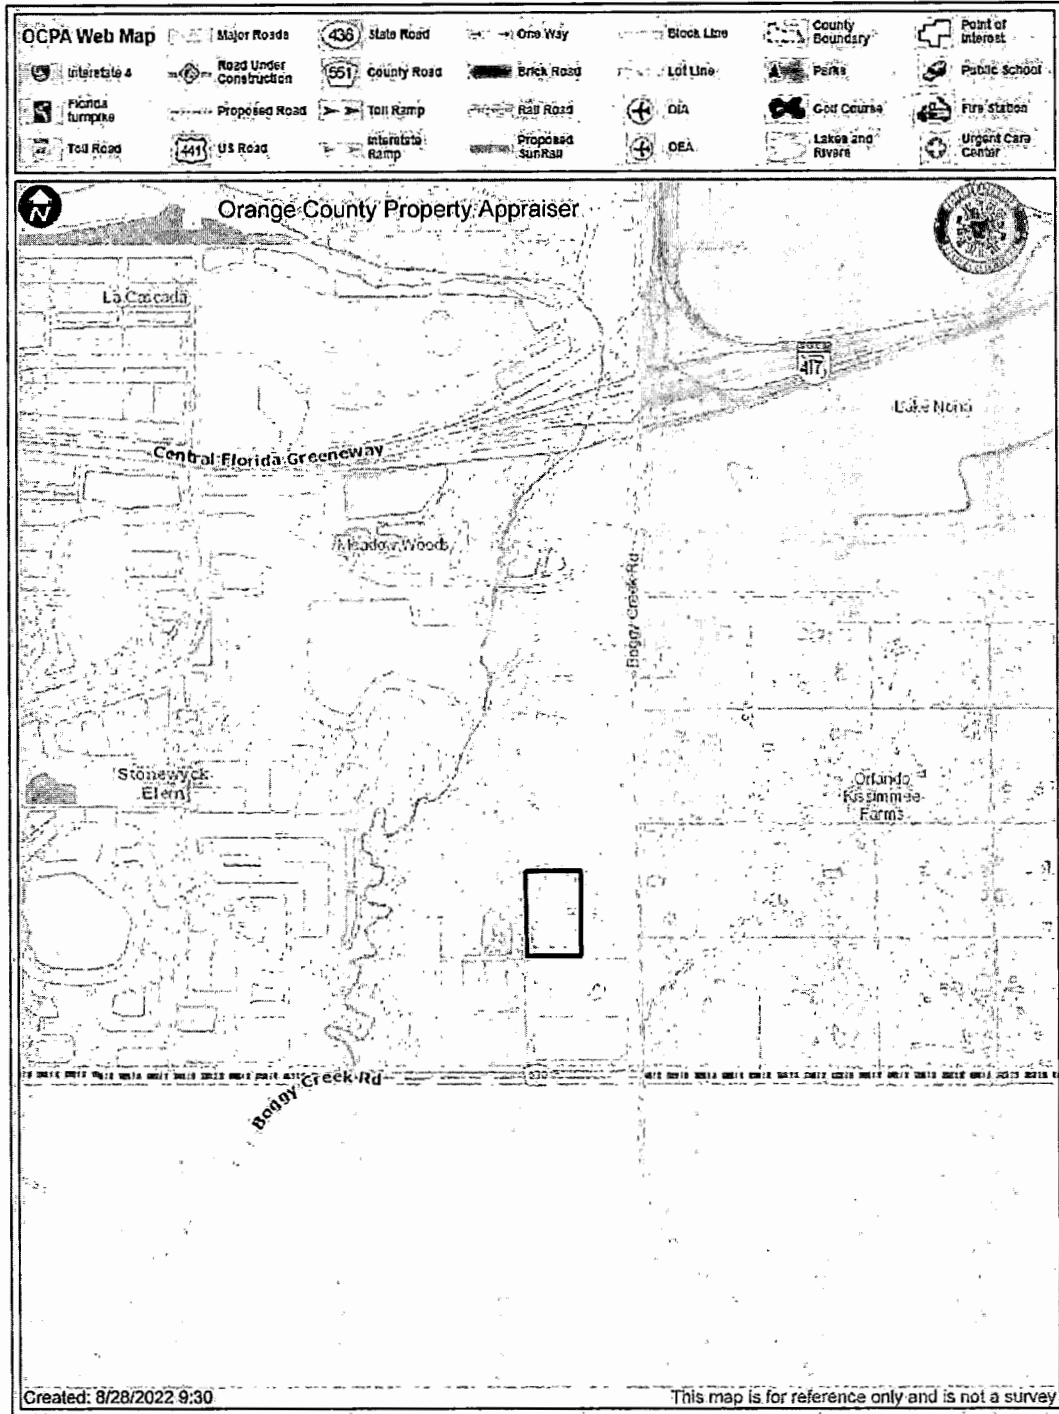 OCPA Web Map
Major Roads
436 State Road
One Way
Block Line
County
Boundary
Point of
Interest
Interstate 4
Road Under
Construction
551 County Road
Brick Road
Lot Line
Parks
Public School
Florida
Turnpike
Proposed Road
Toll Ramp
Rail Road
OIA
Golf Course
Fire Station
Toll Road
441 US Road
Interstate
Ramp
Proposed
SunRail
OEA
Lakes and
Rivers
Urgent Care
Center
N
Orange County Property Appraiser
La Cascada
417
Lake Nona
Central Florida Greeneway
Meadow Woods
Boggy Creek Rd
Stonewyck
Elem
Orlando
Kissimmee
Farms
530
Boggy Creek Rd
Created: 8/28/2022 9:30
This map is for reference only and is not a survey